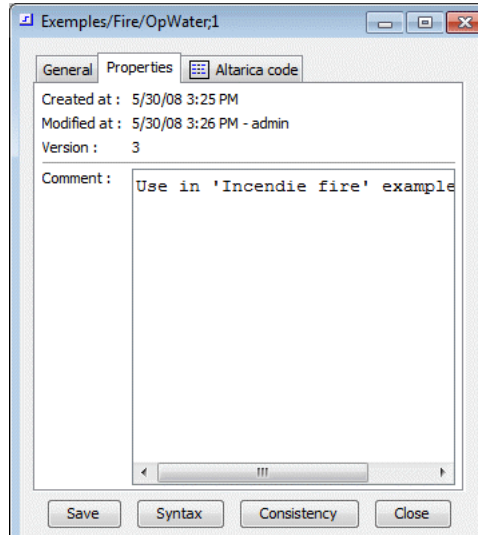 Exemples/Fire/OpWater;1
General Properties Altarica code
Created at : 5/30/08 3:25 PM
Modified at : 5/30/08 3:26 PM - admin
Version : 3
Comment : Use in 'Incendie fire' example
Save Syntax Consistency Close